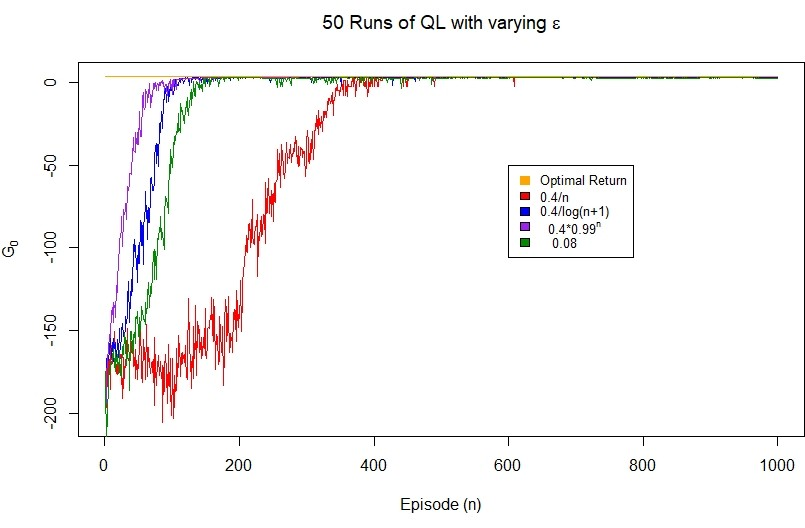 50 Runs of QL with varying ε
0
-50
-100
-150
-200
G₀
Optimal Return
0.4/n
0.4/log(n+1)
0.4*0.99ⁿ
0.08
0 200 400 600 800 1000
Episode (n)